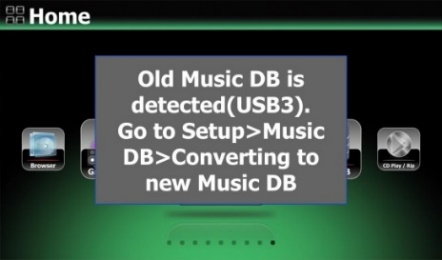 Home
Old Music DB is
detected(USB3).
Go to Setup>Music
DB>Converting to
new Music DB
Browser
G
B
CD Play / Rip